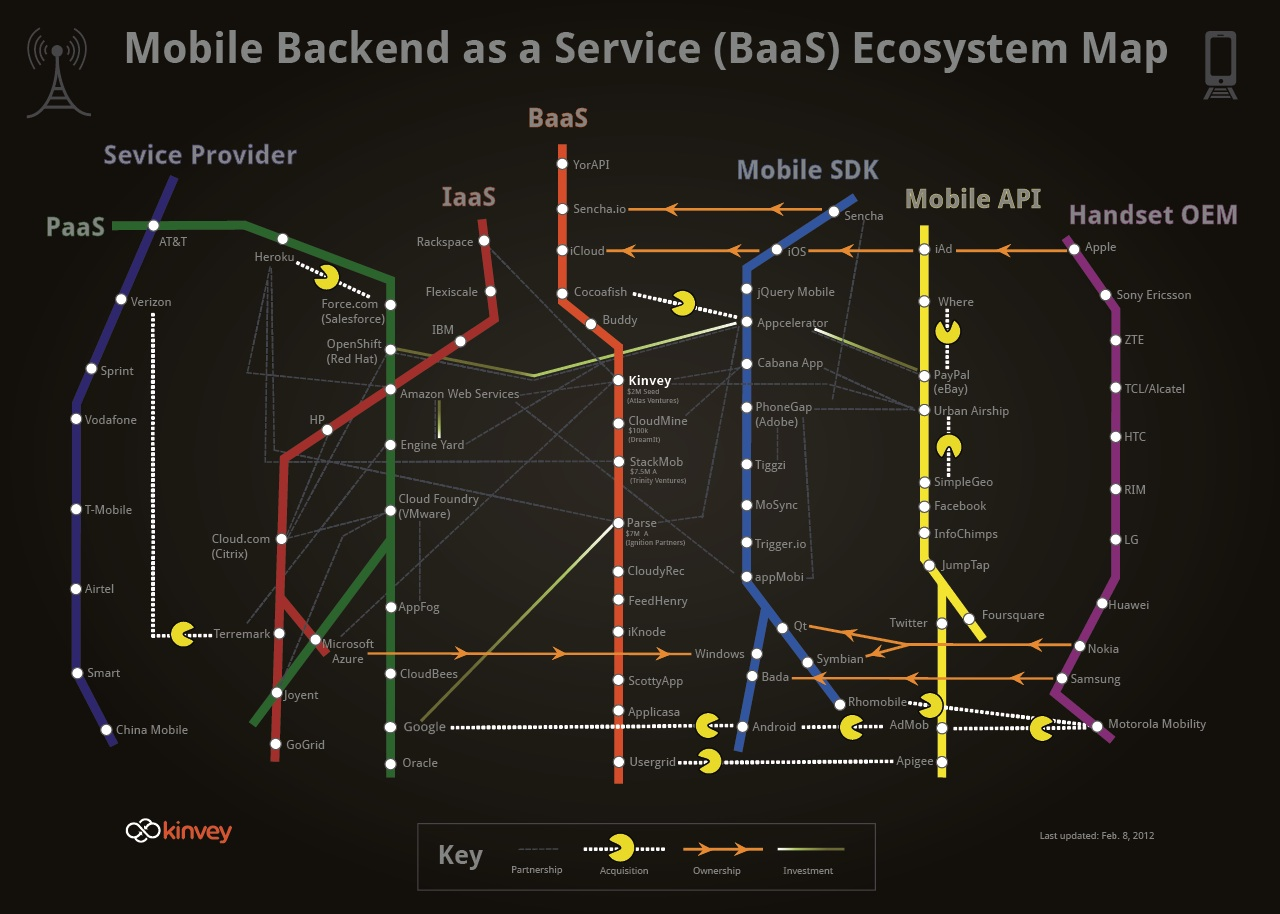 Mobile Backend as a Service (BaaS) Ecosystem Map
BaaS
Sevice Provider
IaaS
Mobile SDK
Mobile API
PaaS
Handset OEM
AT&T
Verizon
Sprint
Vodafone
T-Mobile
Airtel
Smart
China Mobile
Heroku
Force.com
(Salesforce)
OpenShift
(Red Hat)
Amazon Web Services
Engine Yard
Cloud Foundry
(VMware)
AppFog
CloudBees
Google
Oracle
Rackspace
Flexiscale
IBM
HP
Cloud.com
(Citrix)
Terremark
Microsoft
Azure
Joyent
GoGrid
YorAPI
Sencha.io
iCloud
Cocoafish
Buddy
Kinvey
$2M Seed
(Atlas Ventures)
CloudMine
$100k
(DreamIt)
StackMob
$7.5M A
(Trinity Ventures)
Parse
$7M A
(Ignition Partners)
CloudyRec
FeedHenry
iKnode
ScottyApp
Applicasa
Usergrid
Sencha
iOS
jQuery Mobile
Appcelerator
Cabana App
PhoneGap
(Adobe)
Tiggzi
MoSync
Trigger.io
appMobi
Qt
Windows
Symbian
Bada
Rhomobile
Android
iAd
Where
PayPal
(eBay)
Urban Airship
SimpleGeo
Facebook
InfoChimps
JumpTap
Foursquare
Twitter
AdMob
Apigee
Apple
Sony Ericsson
ZTE
TCL/Alcatel
HTC
RIM
LG
Huawei
Nokia
Samsung
Motorola Mobility
kinvey
Key
Partnership
Acquisition
Ownership
Investment
Last updated: Feb. 8, 2012